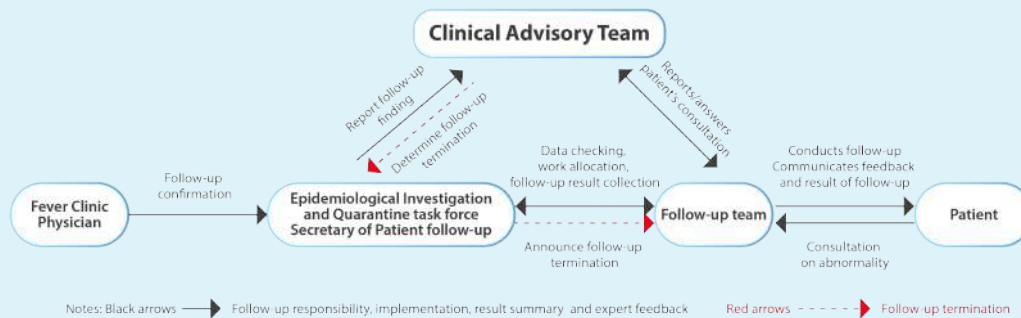 Clinical Advisory Team
Report follow-up
finding
Determine follow-up
termination
Reports/answers
patient's consultation
Fever Clinic
Physician
Follow-up
confirmation
Epidemiological Investigation
and Quarantine task force
Secretary of Patient follow-up
Data checking,
work allocation,
follow-up result collection
Announce follow-up
termination
Follow-up team
Conducts follow-up
Communicates feedback
and result of follow-up
Consultation
on abnormality
Patient
Notes: Black arrows Follow-up responsibility, implementation, result summary and expert feedback Red arrows Follow-up termination